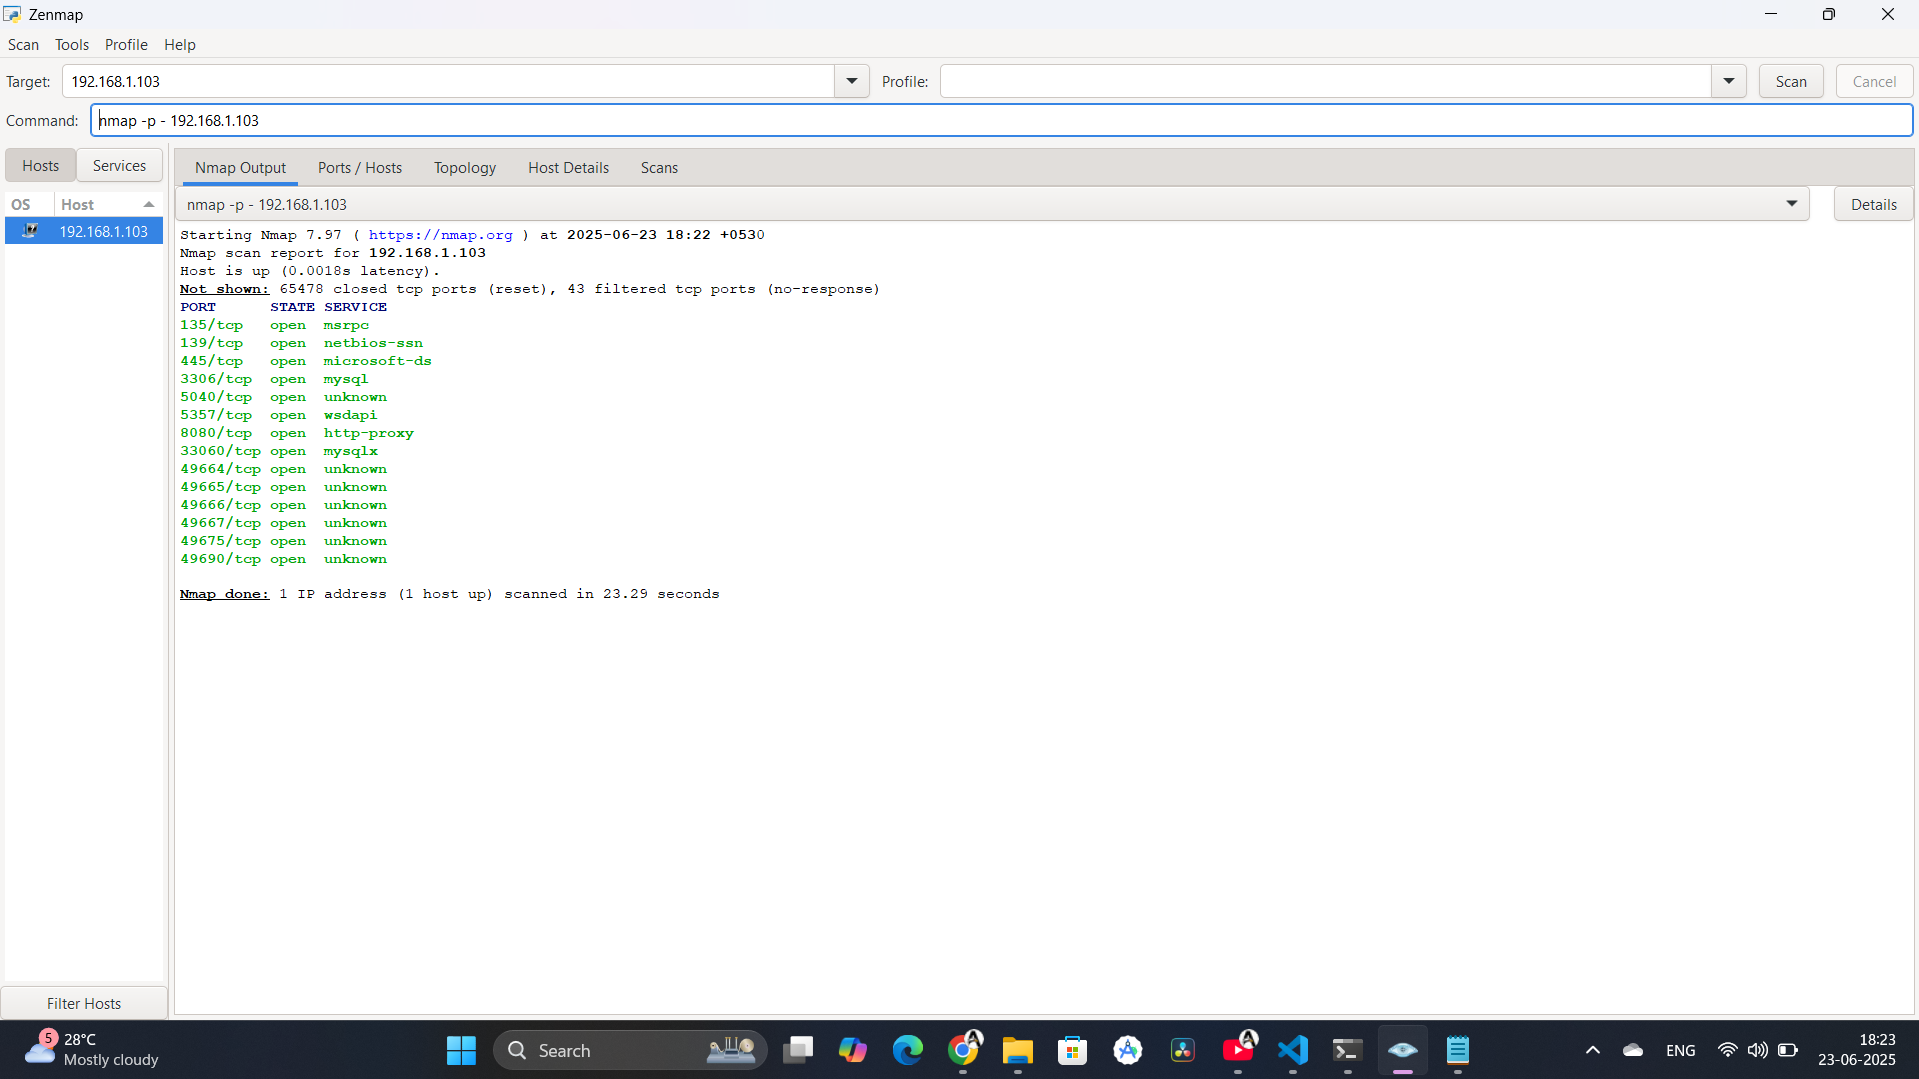 Zenmap
Scan Tools Profile Help
Target: 192.168.1.103 Profile: Scan Cancel
Command: nmap -p - 192.168.1.103
Hosts Services Nmap Output Ports / Hosts Topology Host Details Scans
OS Host nmap -p - 192.168.1.103 Details
192.168.1.103
Starting Nmap 7.97 ( https://nmap.org ) at 2025-06-23 18:22 +0530
Nmap scan report for 192.168.1.103
Host is up (0.0018s latency).
Not shown: 65478 closed tcp ports (reset), 43 filtered tcp ports (no-response)
PORT STATE SERVICE
135/tcp open msrpc
139/tcp open netbios-ssn
445/tcp open microsoft-ds
3306/tcp open mysql
5040/tcp open unknown
5357/tcp open wsdapi
8080/tcp open http-proxy
33060/tcp open mysqlx
49664/tcp open unknown
49665/tcp open unknown
49666/tcp open unknown
49667/tcp open unknown
49675/tcp open unknown
49690/tcp open unknown
Nmap done: 1 IP address (1 host up) scanned in 23.29 seconds
Filter Hosts
5 28°C
Mostly cloudy
Search
ENG
18:23
23-06-2025